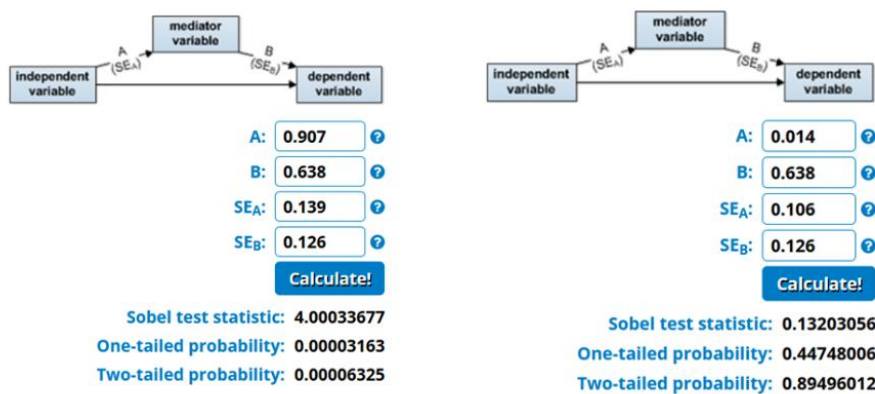 mediator
variable
A
(SEA)
B
(SEB)
independent
variable
dependent
variable
A: 0.907 ?
B: 0.638 ?
SEA: 0.139 ?
SEB: 0.126 ?
Calculate!
Sobel test statistic: 4.00033677
One-tailed probability: 0.00003163
Two-tailed probability: 0.00006325
mediator
variable
A
(SEA)
B
(SEB)
independent
variable
dependent
variable
A: 0.014 ?
B: 0.638 ?
SEA: 0.106 ?
SEB: 0.126 ?
Calculate!
Sobel test statistic: 0.13203056
One-tailed probability: 0.44748006
Two-tailed probability: 0.89496012